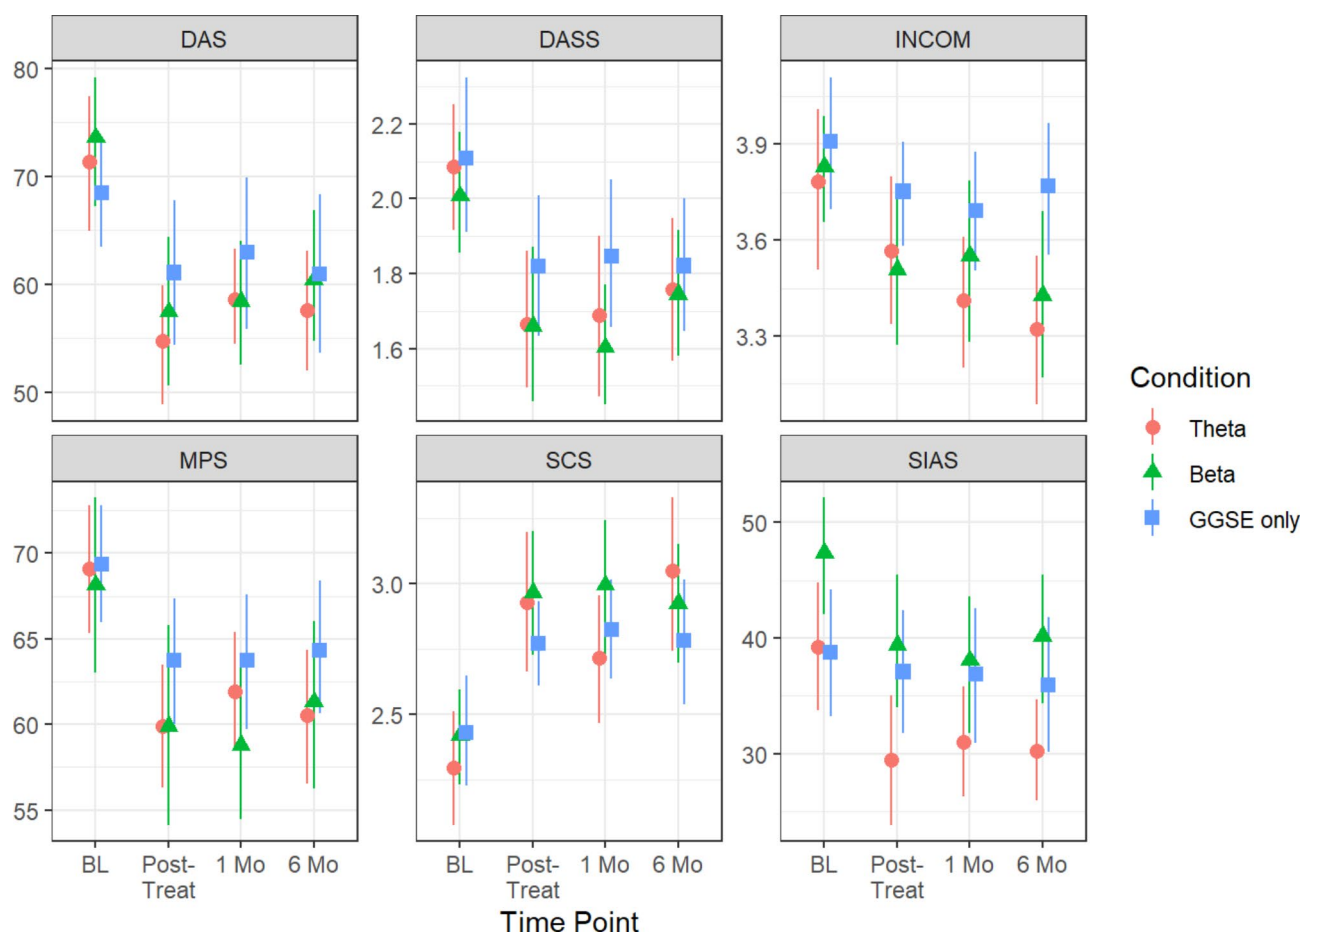 DAS
DASS
INCOM
80
70
60
50
2.2
2.0
1.8
1.6
3.9
3.6
3.3
MPS
SCS
SIAS
70
65
60
55
3.0
2.5
50
40
30
BL
Post-
Treat
1 Mo
6 Mo
BL
Post-
Treat
1 Mo
6 Mo
BL
Post-
Treat
1 Mo
6 Mo
Time Point
Condition
Theta
Beta
GGSE only